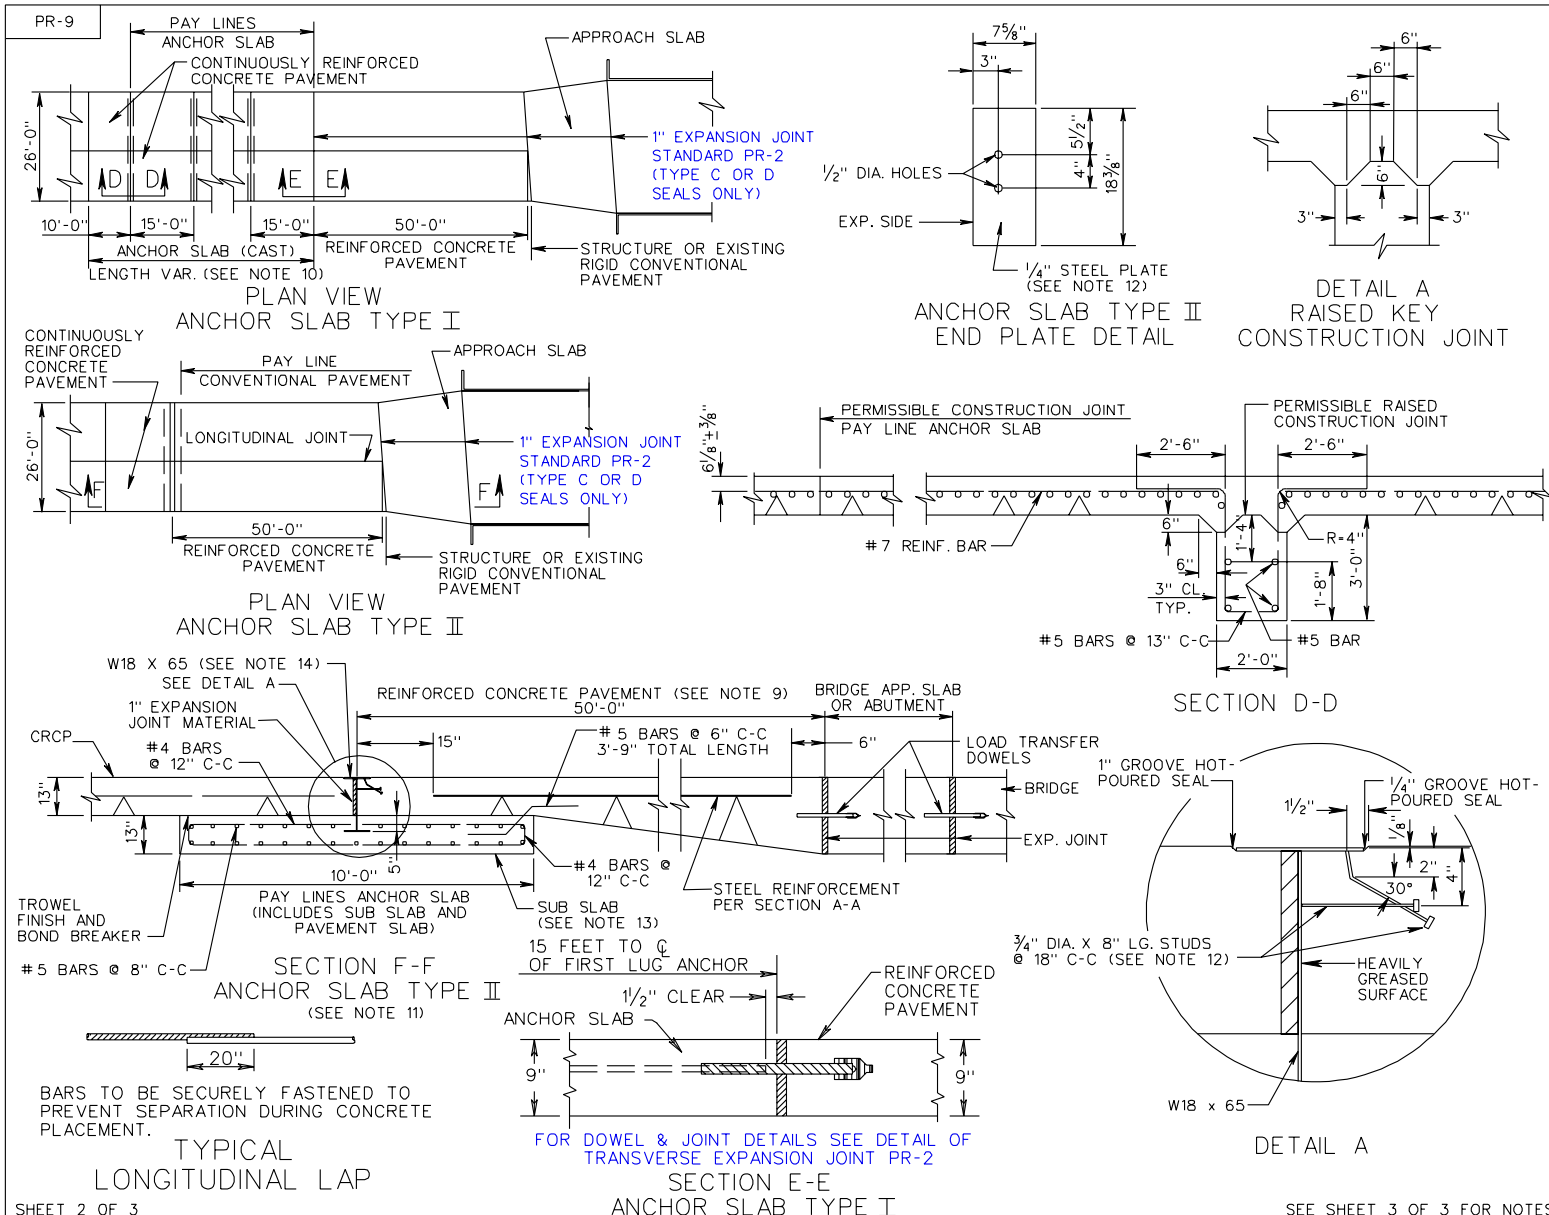 PR-9
PAY LINES
ANCHOR SLAB
CONTINUOUSLY REINFORCED
CONCRETE PAVEMENT
APPROACH SLAB
26'-0"
D D
E E
1" EXPANSION JOINT
STANDARD PR-2
(TYPE C OR D
SEALS ONLY)
10'-0"
15'-0"
15'-0"
50'-0"
ANCHOR SLAB (CAST)
LENGTH VAR. (SEE NOTE 10)
REINFORCED CONCRETE
PAVEMENT
STRUCTURE OR EXISTING
RIGID CONVENTIONAL
PAVEMENT
PLAN VIEW
ANCHOR SLAB TYPE I
7⅝"
3"
5½"
4"
18⅜"
½" DIA. HOLES
EXP. SIDE
¼" STEEL PLATE
(SEE NOTE 12)
ANCHOR SLAB TYPE II
END PLATE DETAIL
6"
6"
6"
6"
3"
3"
DETAIL A
RAISED KEY
CONSTRUCTION JOINT
CONTINUOUSLY
REINFORCED
CONCRETE
PAVEMENT
PAY LINE
CONVENTIONAL PAVEMENT
APPROACH SLAB
26'-0"
LONGITUDINAL JOINT
1" EXPANSION JOINT
STANDARD PR-2
(TYPE C OR D
SEALS ONLY)
F
F
50'-0"
REINFORCED CONCRETE
PAVEMENT
STRUCTURE OR EXISTING
RIGID CONVENTIONAL
PAVEMENT
PLAN VIEW
ANCHOR SLAB TYPE II
6⅛"±⅜"
PERMISSIBLE CONSTRUCTION JOINT
PAY LINE ANCHOR SLAB
PERMISSIBLE RAISED
CONSTRUCTION JOINT
2'-6"
2'-6"
#7 REINF. BAR
6"
1'-4"
R=4"
6"
3" CL.
TYP.
1'-8"
3'-0"
#5 BARS @ 13" C-C
#5 BAR
2'-0"
SECTION D-D
W18 X 65 (SEE NOTE 14)
SEE DETAIL A
1" EXPANSION
JOINT MATERIAL
REINFORCED CONCRETE PAVEMENT (SEE NOTE 9)
50'-0"
BRIDGE APP. SLAB
OR ABUTMENT
CRCP
#4 BARS
@ 12" C-C
15"
#5 BARS @ 6" C-C
3'-9" TOTAL LENGTH
6"
LOAD TRANSFER
DOWELS
BRIDGE
13"
13"
5"
EXP. JOINT
#4 BARS @
12" C-C
10'-0"
PAY LINES ANCHOR SLAB
(INCLUDES SUB SLAB AND
PAVEMENT SLAB)
SUB SLAB
(SEE NOTE 13)
STEEL REINFORCEMENT
PER SECTION A-A
TROWEL
FINISH AND
BOND BREAKER
#5 BARS @ 8" C-C
SECTION F-F
ANCHOR SLAB TYPE II
(SEE NOTE 11)
1" GROOVE HOT-
POURED SEAL
¼" GROOVE HOT-
POURED SEAL
1½"
⅛"
2"
4"
30°
¾" DIA. X 8" LG. STUDS
@ 18" C-C (SEE NOTE 12)
HEAVILY
GREASED
SURFACE
W18 x 65
DETAIL A
20"
BARS TO BE SECURELY FASTENED TO
PREVENT SEPARATION DURING CONCRETE
PLACEMENT.
TYPICAL
LONGITUDINAL LAP
15 FEET TO ℄
OF FIRST LUG ANCHOR
1½" CLEAR
ANCHOR SLAB
REINFORCED
CONCRETE
PAVEMENT
9"
9"
FOR DOWEL & JOINT DETAILS SEE DETAIL OF
TRANSVERSE EXPANSION JOINT PR-2
SECTION E-E
ANCHOR SLAB TYPE I
SHEET 2 OF 3
SEE SHEET 3 OF 3 FOR NOTES